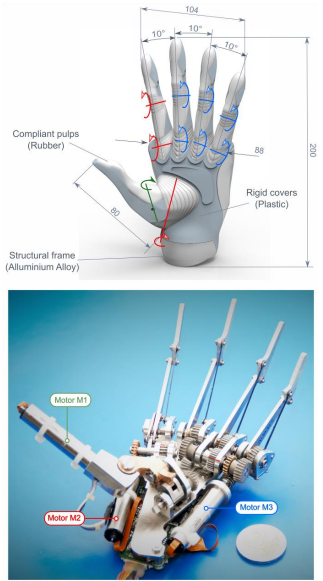 104
10°
10°
10°
200
Compliant pulps
(Rubber)
88
Rigid covers
(Plastic)
80
Structural frame
(Alluminium Alloy)
Motor M1
Motor M2
Motor M3